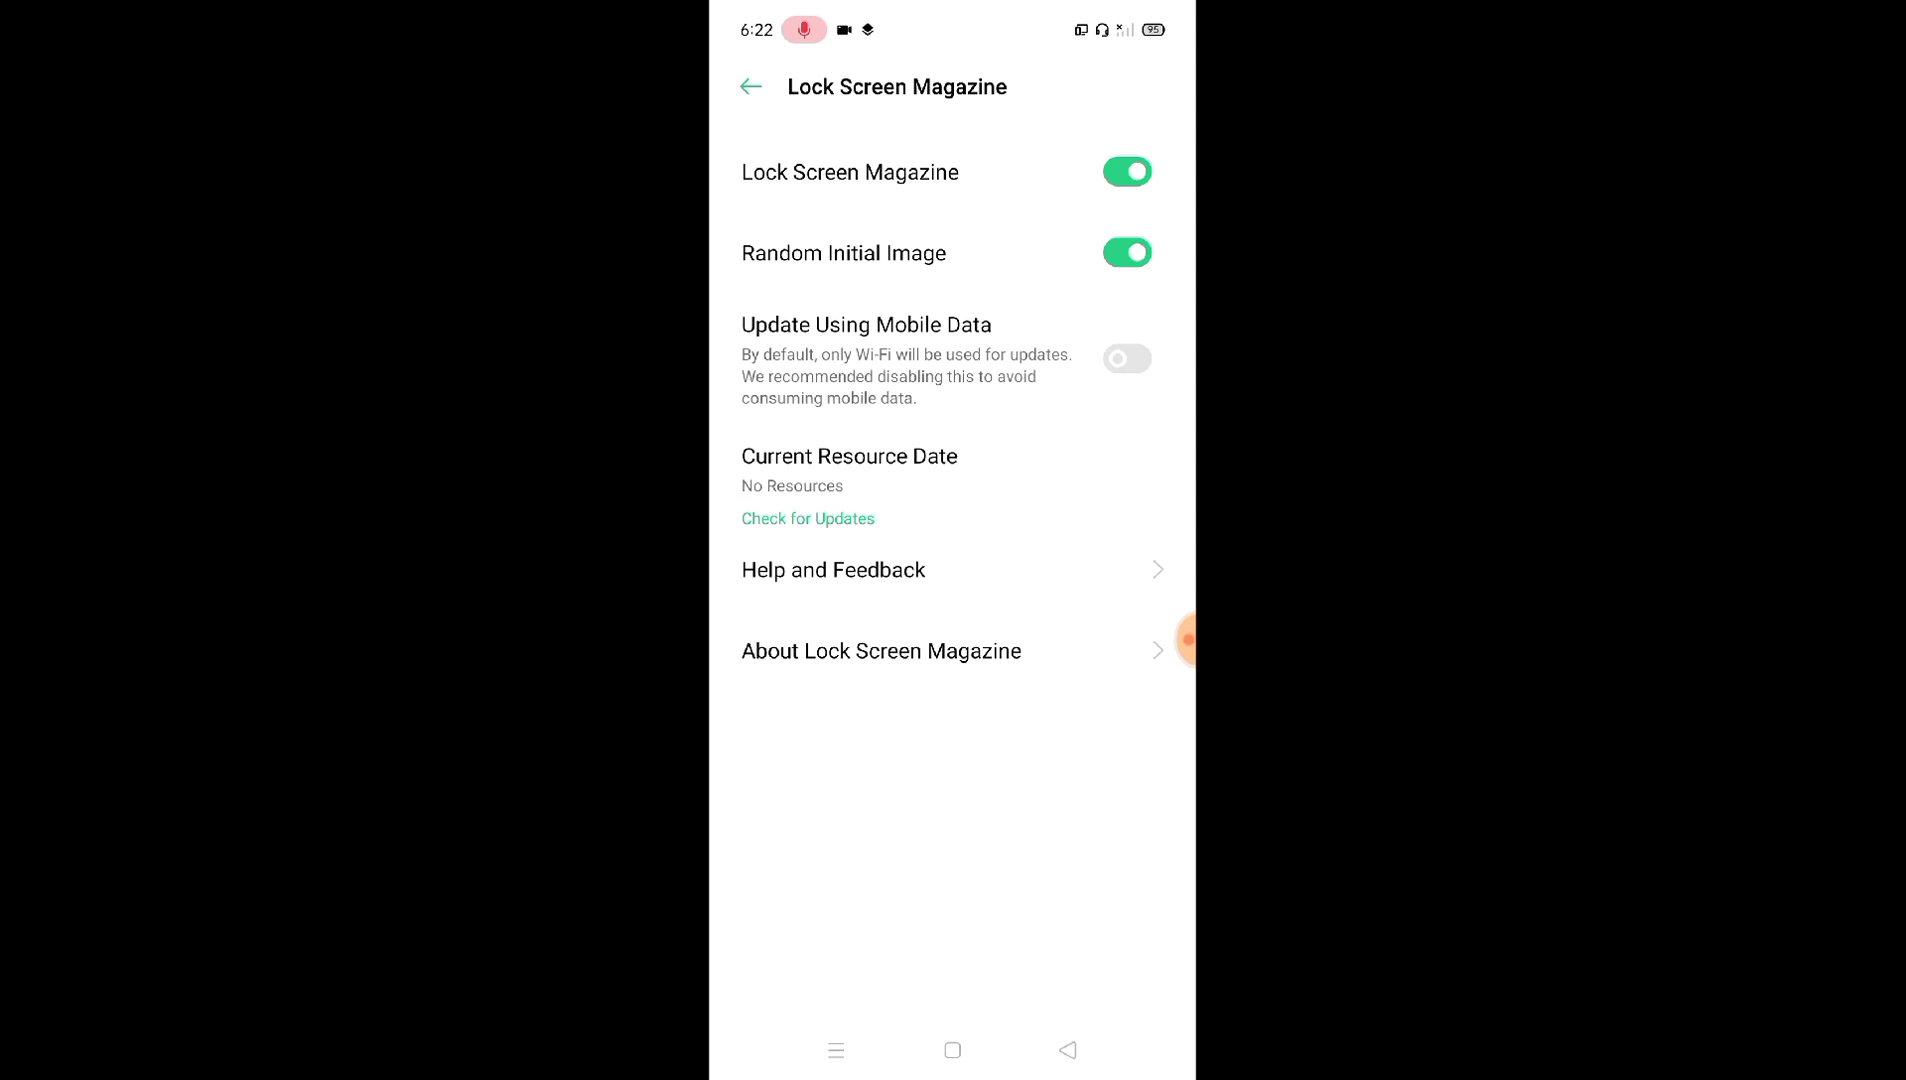 6:22
95
Lock Screen Magazine
Lock Screen Magazine
Random Initial Image
Update Using Mobile Data
By default, only Wi-Fi will be used for updates.
We recommended disabling this to avoid
consuming mobile data.
Current Resource Date
No Resources
Check for Updates
Help and Feedback
About Lock Screen Magazine